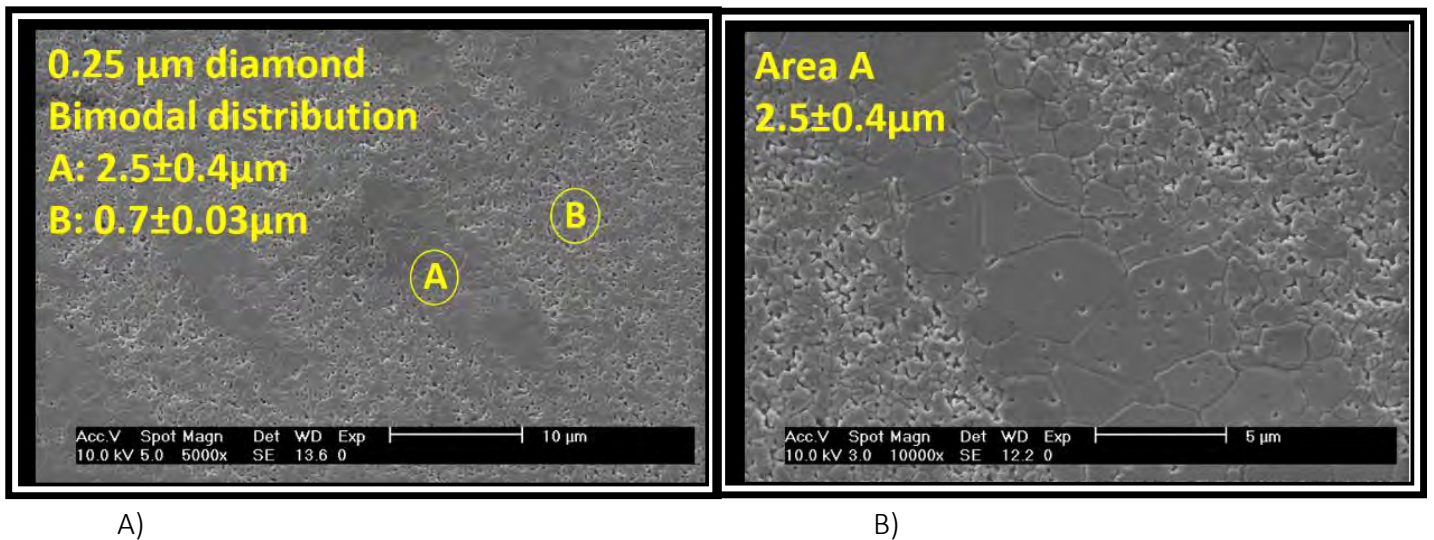 0.25 µm diamond
Bimodal distribution
A: 2.5±0.4µm
B: 0.7±0.03µm
B
A
Acc.V Spot Magn Det WD Exp 10 µm
10.0 kV 5.0 5000x SE 13.6 0
Area A
2.5±0.4µm
Acc.V Spot Magn Det WD Exp 5 µm
10.0 kV 3.0 10000x SE 12.2 0
A)
B)